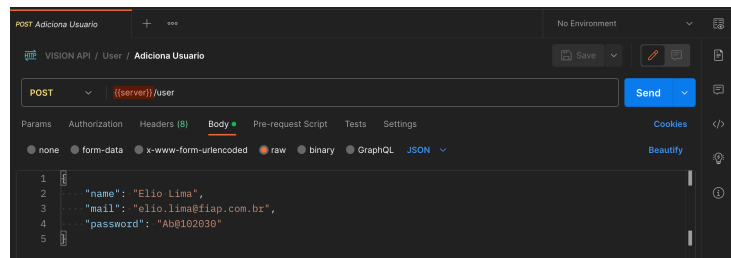 POST Adiciona Usuario
No Environment
HTTP VISION API / User / Adiciona Usuario
Save
POST {{server}}/user
Send
Params Authorization Headers (8) Body Pre-request Script Tests Settings Cookies
none form-data x-www-form-urlencoded raw binary GraphQL JSON Beautify
1 {
2 "name": "Elio Lima",
3 "mail": "elio.lima@fiap.com.br",
4 "password": "Ab@102030"
5 }